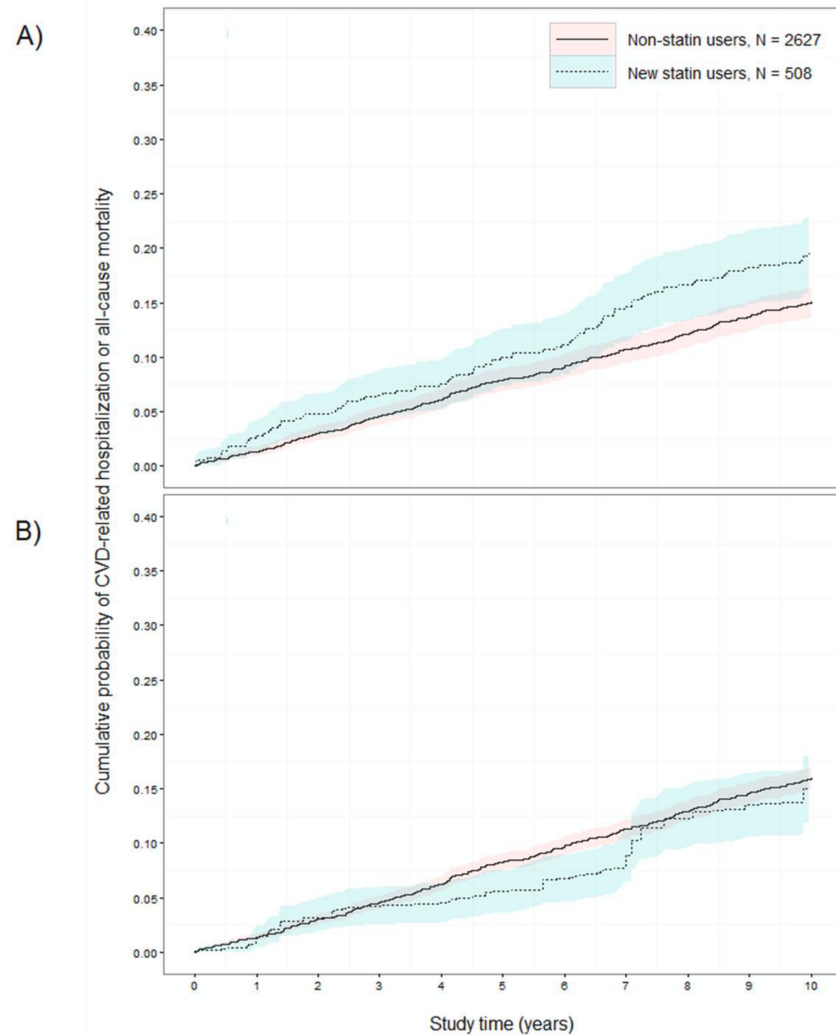 A)
0.40
0.35
0.30
0.25
0.20
0.15
0.10
0.05
0.00
Non-statin users, N = 2627
New statin users, N = 508
Cumulative probability of CVD-related hospitalization or all-cause mortality
B)
0.40
0.35
0.30
0.25
0.20
0.15
0.10
0.05
0.00
0 1 2 3 4 5 6 7 8 9 10
Study time (years)